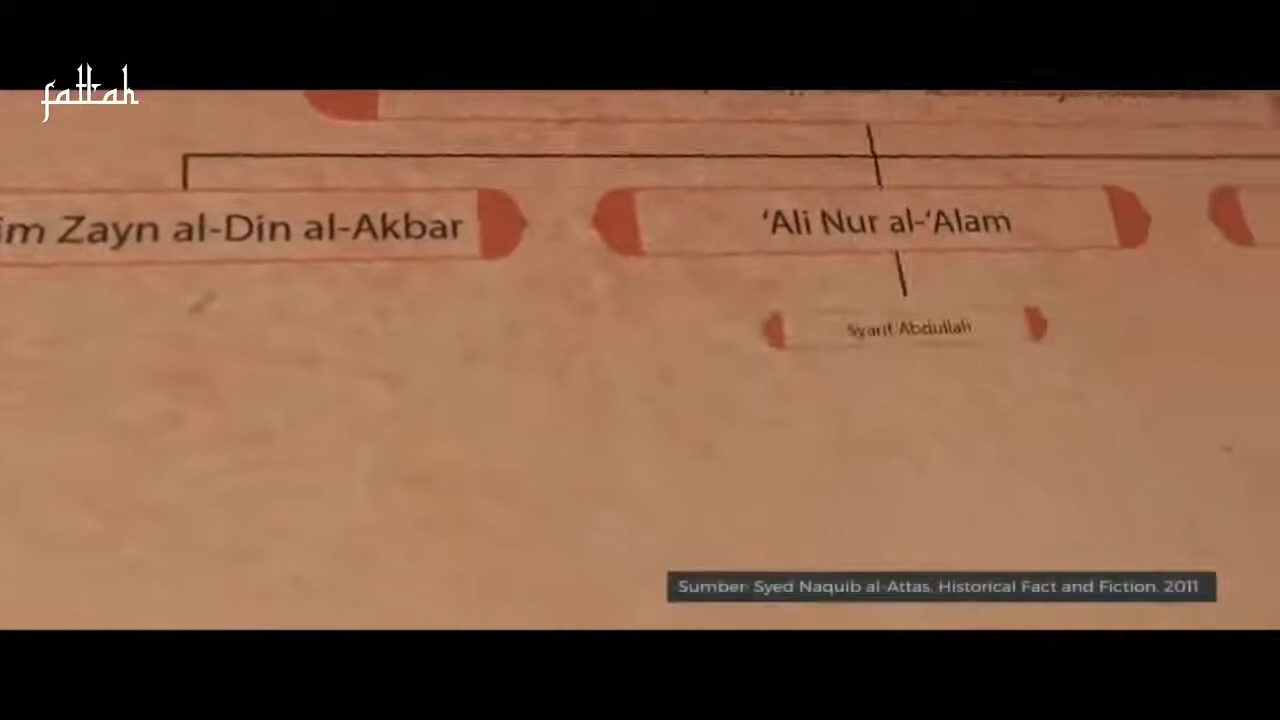 fattah
im Zayn al-Din al-Akbar
‘Ali Nur al-‘Alam
Syarif Abdullah
Sumber: Syed Naquib al-Attas, Historical Fact and Fiction, 2011